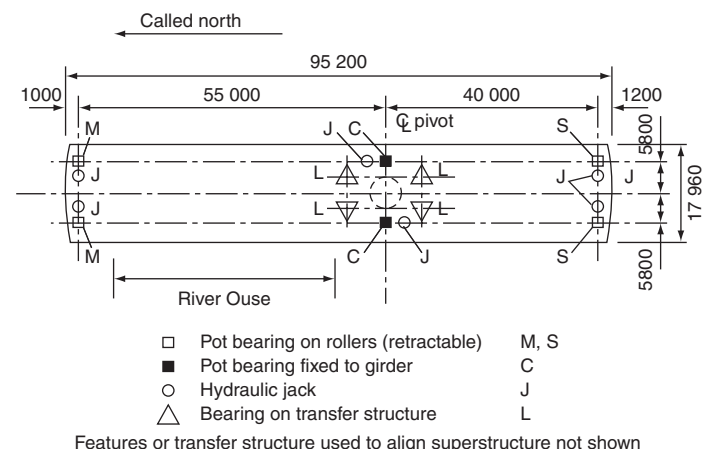 Called north
95 200
1000
55 000
40 000
1200
M
J
C
℄ pivot
S
5800
J
L
L
J
J
17 960
J
L
L
M
C
J
S
5800
River Ouse
Pot bearing on rollers (retractable) M, S
Pot bearing fixed to girder C
Hydraulic jack J
Bearing on transfer structure L
Features or transfer structure used to align superstructure not shown